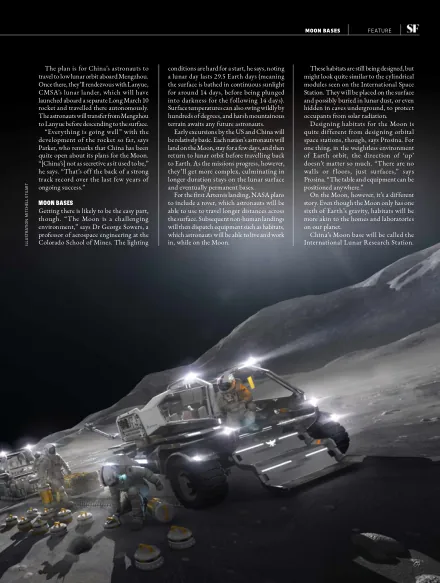 MOON BASES
FEATURE
SF
The plan is for China's astronauts to
travel to low lunar orbit aboard Mengzhou.
Once there, they'll rendezvous with Lanyue,
CMSA's lunar lander, which will have
launched aboard a separate Long March 10
rocket and travelled there autonomously.
The astronauts will transfer from Mengzhou
to Lanyue before descending to the surface.
"Everything is going well" with the
development of the rocket so far, says
Parker, who remarks that China has been
quite open about its plans for the Moon.
"[China's] not as secretive as it used to be,"
he says. "That's off the back of a strong
track record over the last few years of
ongoing success."
MOON BASES
Getting there is likely to be the easy part,
though. "The Moon is a challenging
environment," says Dr George Sowers, a
professor of aerospace engineering at the
Colorado School of Mines. The lighting
conditions are hard for a start, he says, noting
a lunar day lasts 29.5 Earth days (meaning
the surface is bathed in continuous sunlight
for around 14 days, before being plunged
into darkness for the following 14 days).
Surface temperatures can also swing wildly by
hundreds of degrees, and harsh mountainous
terrain awaits any future astronauts.
Early excursions by the US and China will
be relatively basic. Each nation's astronauts will
land on the Moon, stay for a few days, and then
return to lunar orbit before travelling back
to Earth. As the missions progress, however,
they'll get more complex, culminating in
longer-duration stays on the lunar surface
and eventually permanent bases.
For the first Artemis landing, NASA plans
to include a rover, which astronauts will be
able to use to travel longer distances across
the surface. Subsequent non-human landings
will then dispatch equipment such as habitats,
which astronauts will be able to live and work
in, while on the Moon.
These habitats are still being designed, but
might look quite similar to the cylindrical
modules seen on the International Space
Station. They will be placed on the surface
and possibly buried in lunar dust, or even
hidden in caves underground, to protect
occupants from solar radiation.
Designing habitats for the Moon is
quite different from designing orbital
space stations, though, says Prosina. "For
one thing, in the weightless environment
of Earth orbit, the direction of 'up'
doesn't matter so much. "There are no
walls or floors, just surfaces," says
Prosina. "The table and equipment can be
positioned anywhere."
On the Moon, however, it's a different
story. Even though the Moon only has one
sixth of Earth's gravity, habitats will be
more akin to the homes and laboratories
on our planet.
China's Moon base will be called the
International Lunar Research Station.